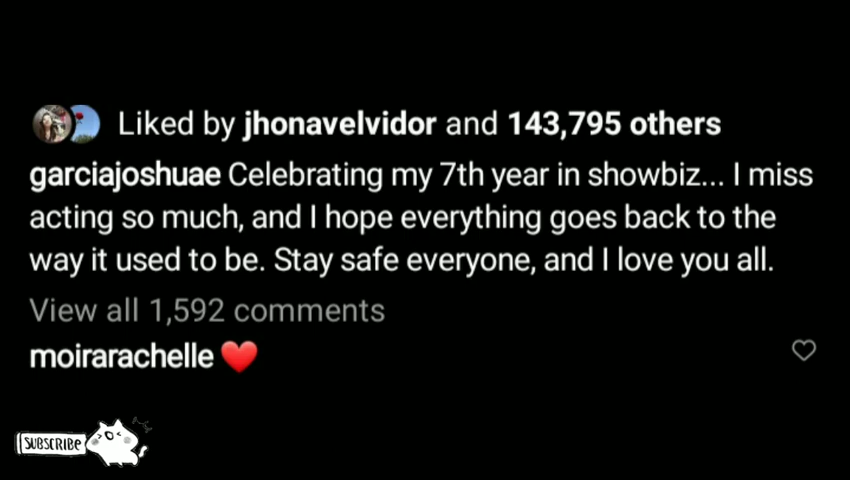 Liked by jhonavelvidor and 143,795 others
garciajoshuae Celebrating my 7th year in showbiz... I miss
acting so much, and I hope everything goes back to the
way it used to be. Stay safe everyone, and I love you all.
View all 1,592 comments
moirarachelle ❤️
SUBSCRIBE